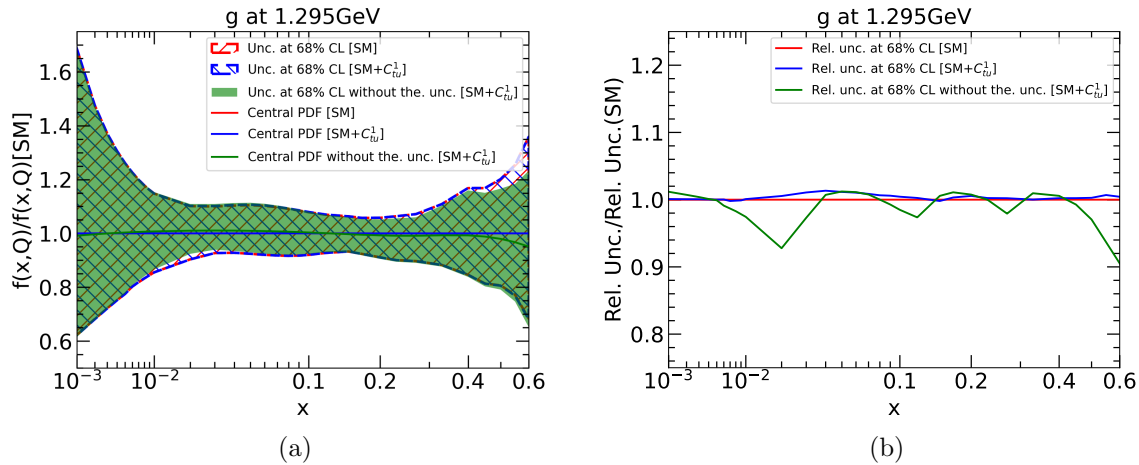 g at 1.295GeV
Unc. at 68% CL [SM]
Unc. at 68% CL [SM+C¹ₜᵤ]
Unc. at 68% CL without the. unc. [SM+C¹ₜᵤ]
Central PDF [SM]
Central PDF [SM+C¹ₜᵤ]
Central PDF without the. unc. [SM+C¹ₜᵤ]
f(x,Q)/f(x,Q)[SM]
1.6
1.4
1.2
1.0
0.8
0.6
10⁻³ 10⁻² 0.1 0.2 0.4 0.6
x
(a)
g at 1.295GeV
Rel. unc. at 68% CL [SM]
Rel. unc. at 68% CL [SM+C¹ₜᵤ]
Rel. unc. at 68% CL without the. unc. [SM+C¹ₜᵤ]
Rel. Unc./Rel. Unc.(SM)
1.2
1.1
1.0
0.9
0.8
10⁻³ 10⁻² 0.1 0.2 0.4 0.6
x
(b)